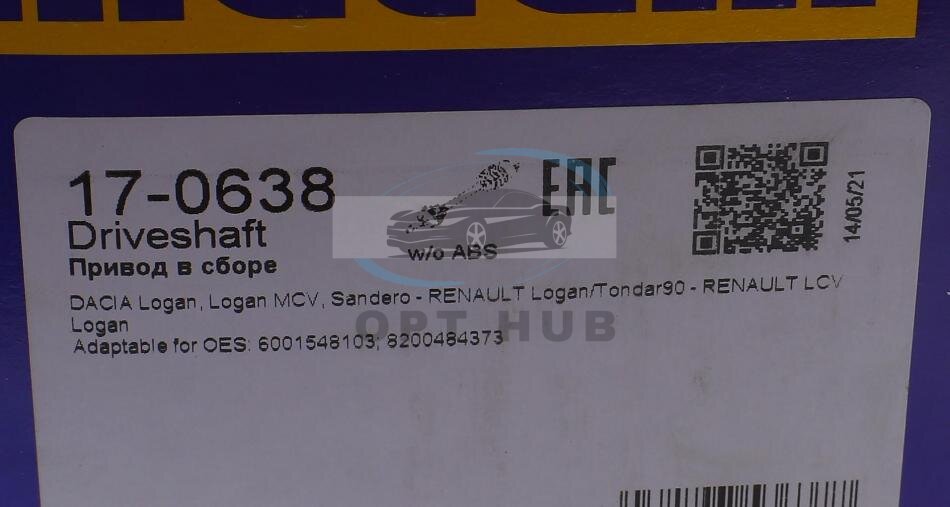 17-0638
Driveshaft
Привод в сборе
w/o ABS
EAC
14/05/21
DACIA Logan, Logan MCV, Sandero - RENAULT Logan/Tondar90 - RENAULT LCV
Logan
Adaptable for OES: 6001548103; 8200484373
OPT HUB